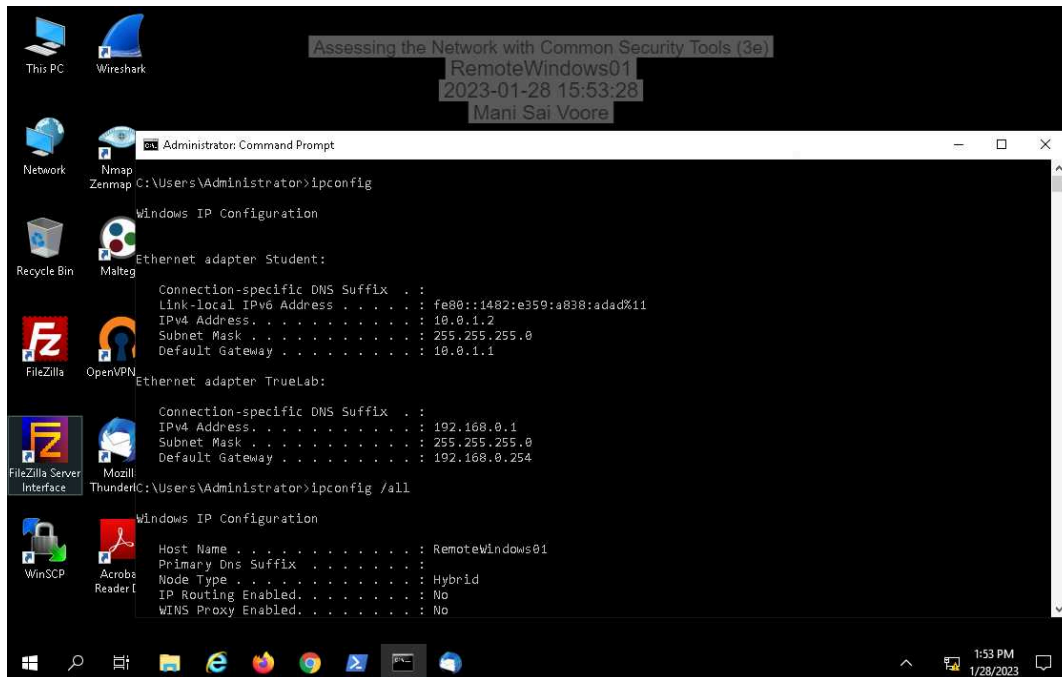 This PC
Wireshark
Assessing the Network with Common Security Tools (3e)
RemoteWindows01
2023-01-28 15:53:28
Mani Sai Voore
Network
Nmap
Zenmap
Recycle Bin
Malteg
FileZilla
OpenVPN
FileZilla Server
Interface
Mozill
Thunder
WinSCP
Acroba
Reader D
Administrator: Command Prompt
C:\Users\Administrator>ipconfig
Windows IP Configuration
Ethernet adapter Student:
Connection-specific DNS Suffix . :
Link-local IPv6 Address . . . . . : fe80::1482:e359:a838:adad%11
IPv4 Address. . . . . . . . . . . : 10.0.1.2
Subnet Mask . . . . . . . . . . . : 255.255.255.0
Default Gateway . . . . . . . . . : 10.0.1.1
Ethernet adapter TrueLab:
Connection-specific DNS Suffix . :
IPv4 Address. . . . . . . . . . . : 192.168.0.1
Subnet Mask . . . . . . . . . . . : 255.255.255.0
Default Gateway . . . . . . . . . : 192.168.0.254
C:\Users\Administrator>ipconfig /all
Windows IP Configuration
Host Name . . . . . . . . . . . . : RemoteWindows01
Primary Dns Suffix . . . . . . . :
Node Type . . . . . . . . . . . . : Hybrid
IP Routing Enabled. . . . . . . . : No
WINS Proxy Enabled. . . . . . . . : No
1:53 PM
1/28/2023